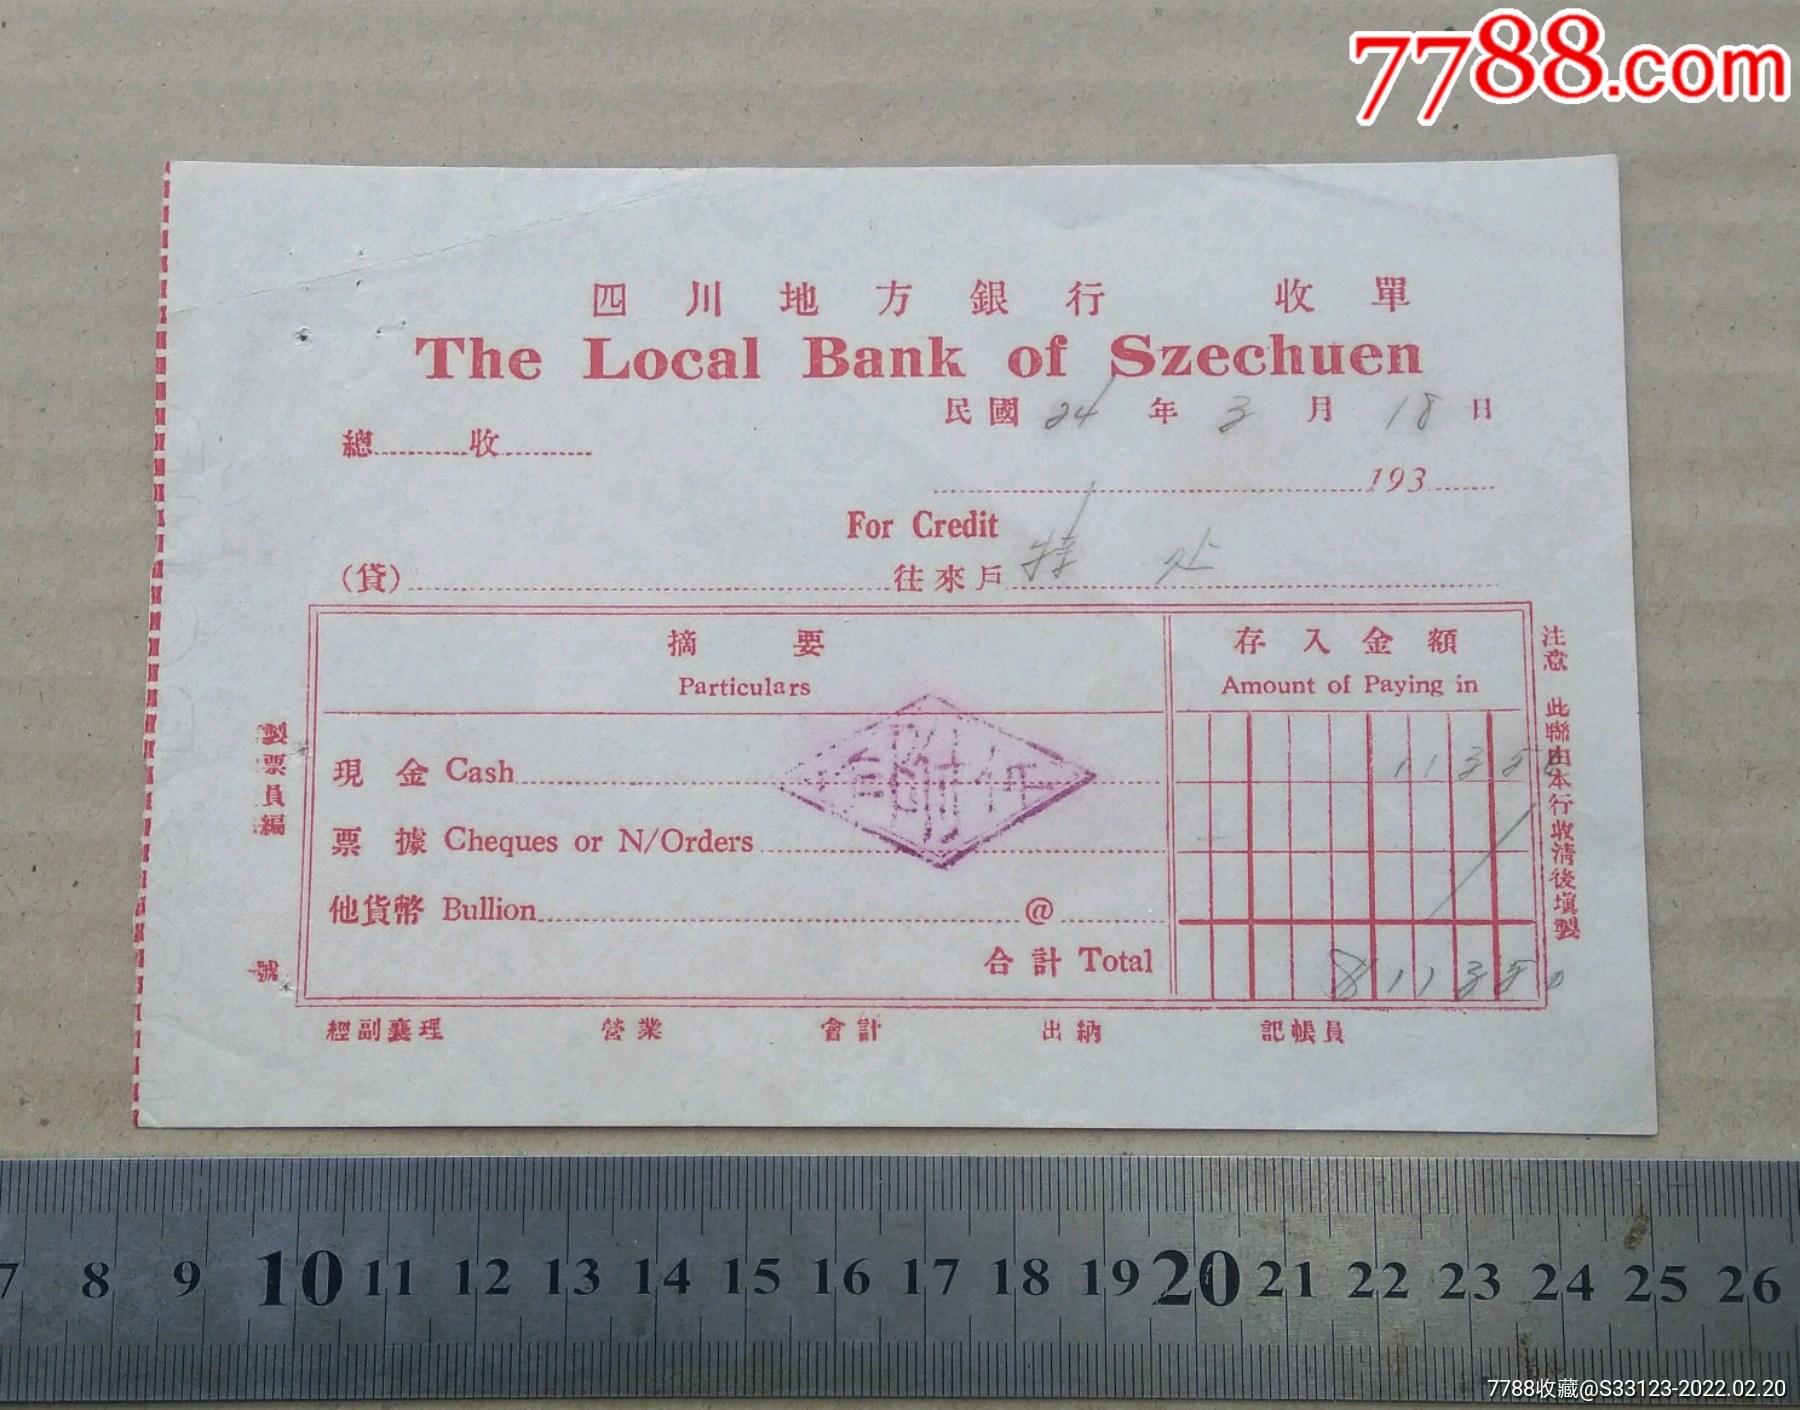 7788.com
四川地方銀行 收單
The Local Bank of Szechuen
民國 24 年 3 月 18 日
總 收
193
For Credit
(貸) 往來戶
摘要 存入金額
Particulars Amount of Paying in
現金 Cash 11350
附件
票據 Cheques or N/Orders
他貨幣 Bullion @
合計 Total 811350
經副襄理 營業 會計 出納 記帳員
製票員編 號
注意 此聯由本行收清後填製
7 8 9 10 11 12 13 14 15 16 17 18 19 20 21 22 23 24 25 26
7788收藏@S33123-2022.02.20